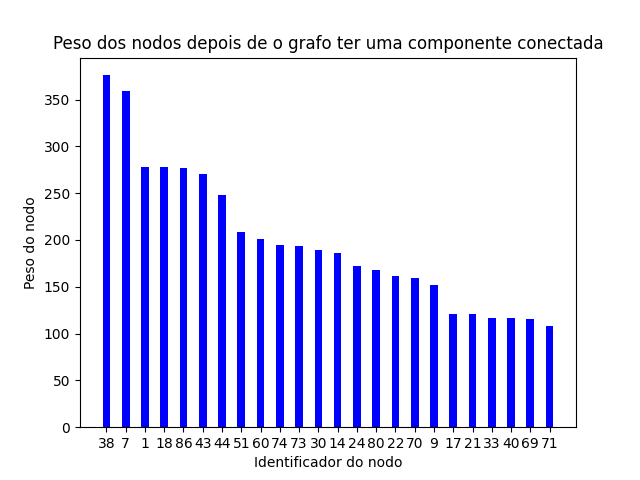 Peso dos nodos depois de o grafo ter uma componente conectada
Peso do nodo
350
300
250
200
150
100
50
0
38 7 1 18 86 43 44 51 60 74 73 30 14 24 80 22 70 9 17 21 33 40 69 71
Identificador do nodo